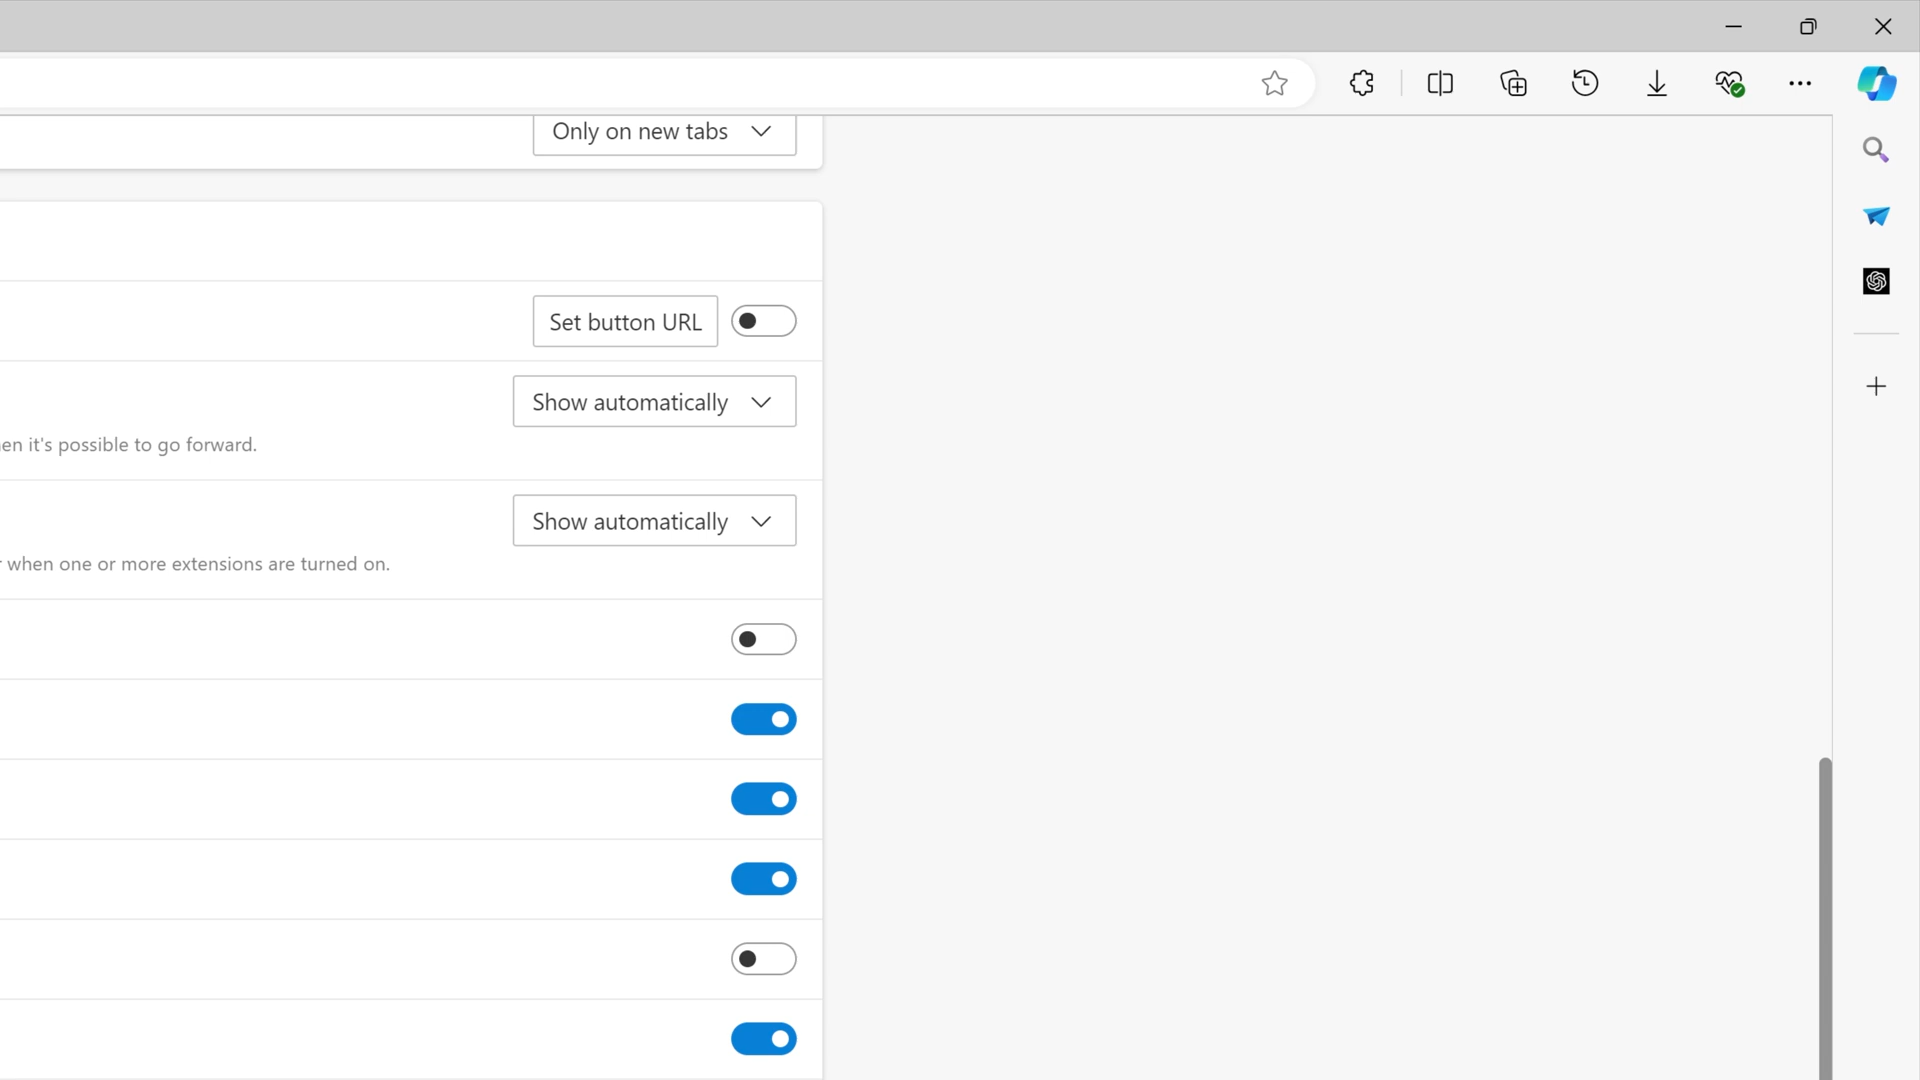 Only on new tabs
Set button URL
Show automatically
it's possible to go forward.
Show automatically
when one or more extensions are turned on.